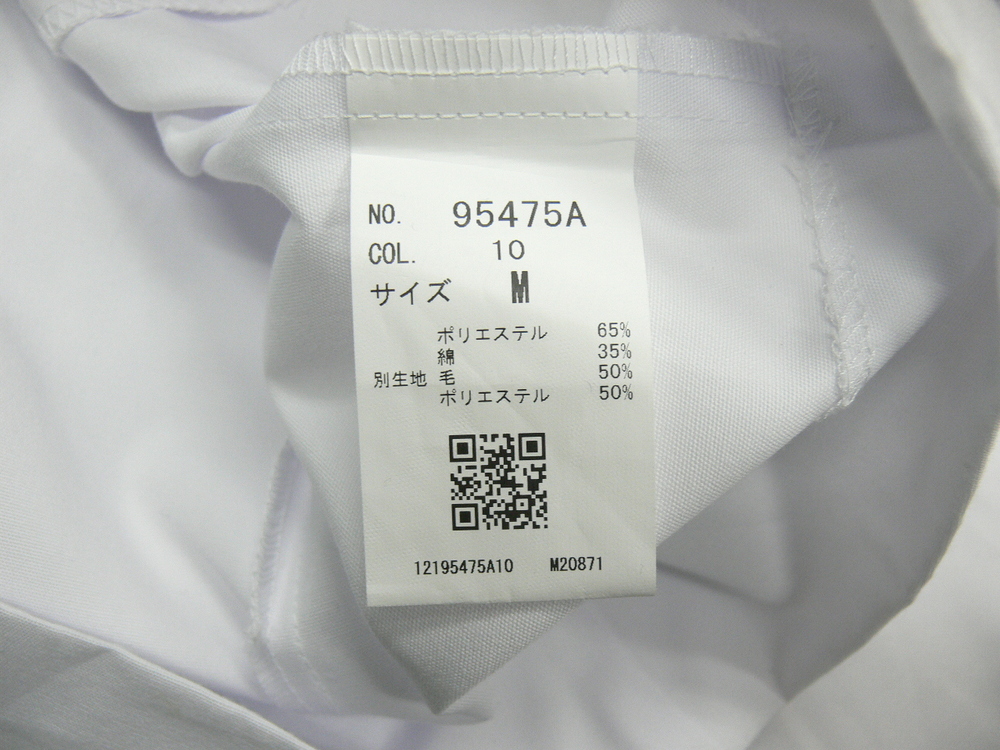 NO. 95475A
COL. 10
サイズ M
ポリエステル 65%
綿 35%
別生地 毛 50%
ポリエステル 50%
12195475A10 M20871